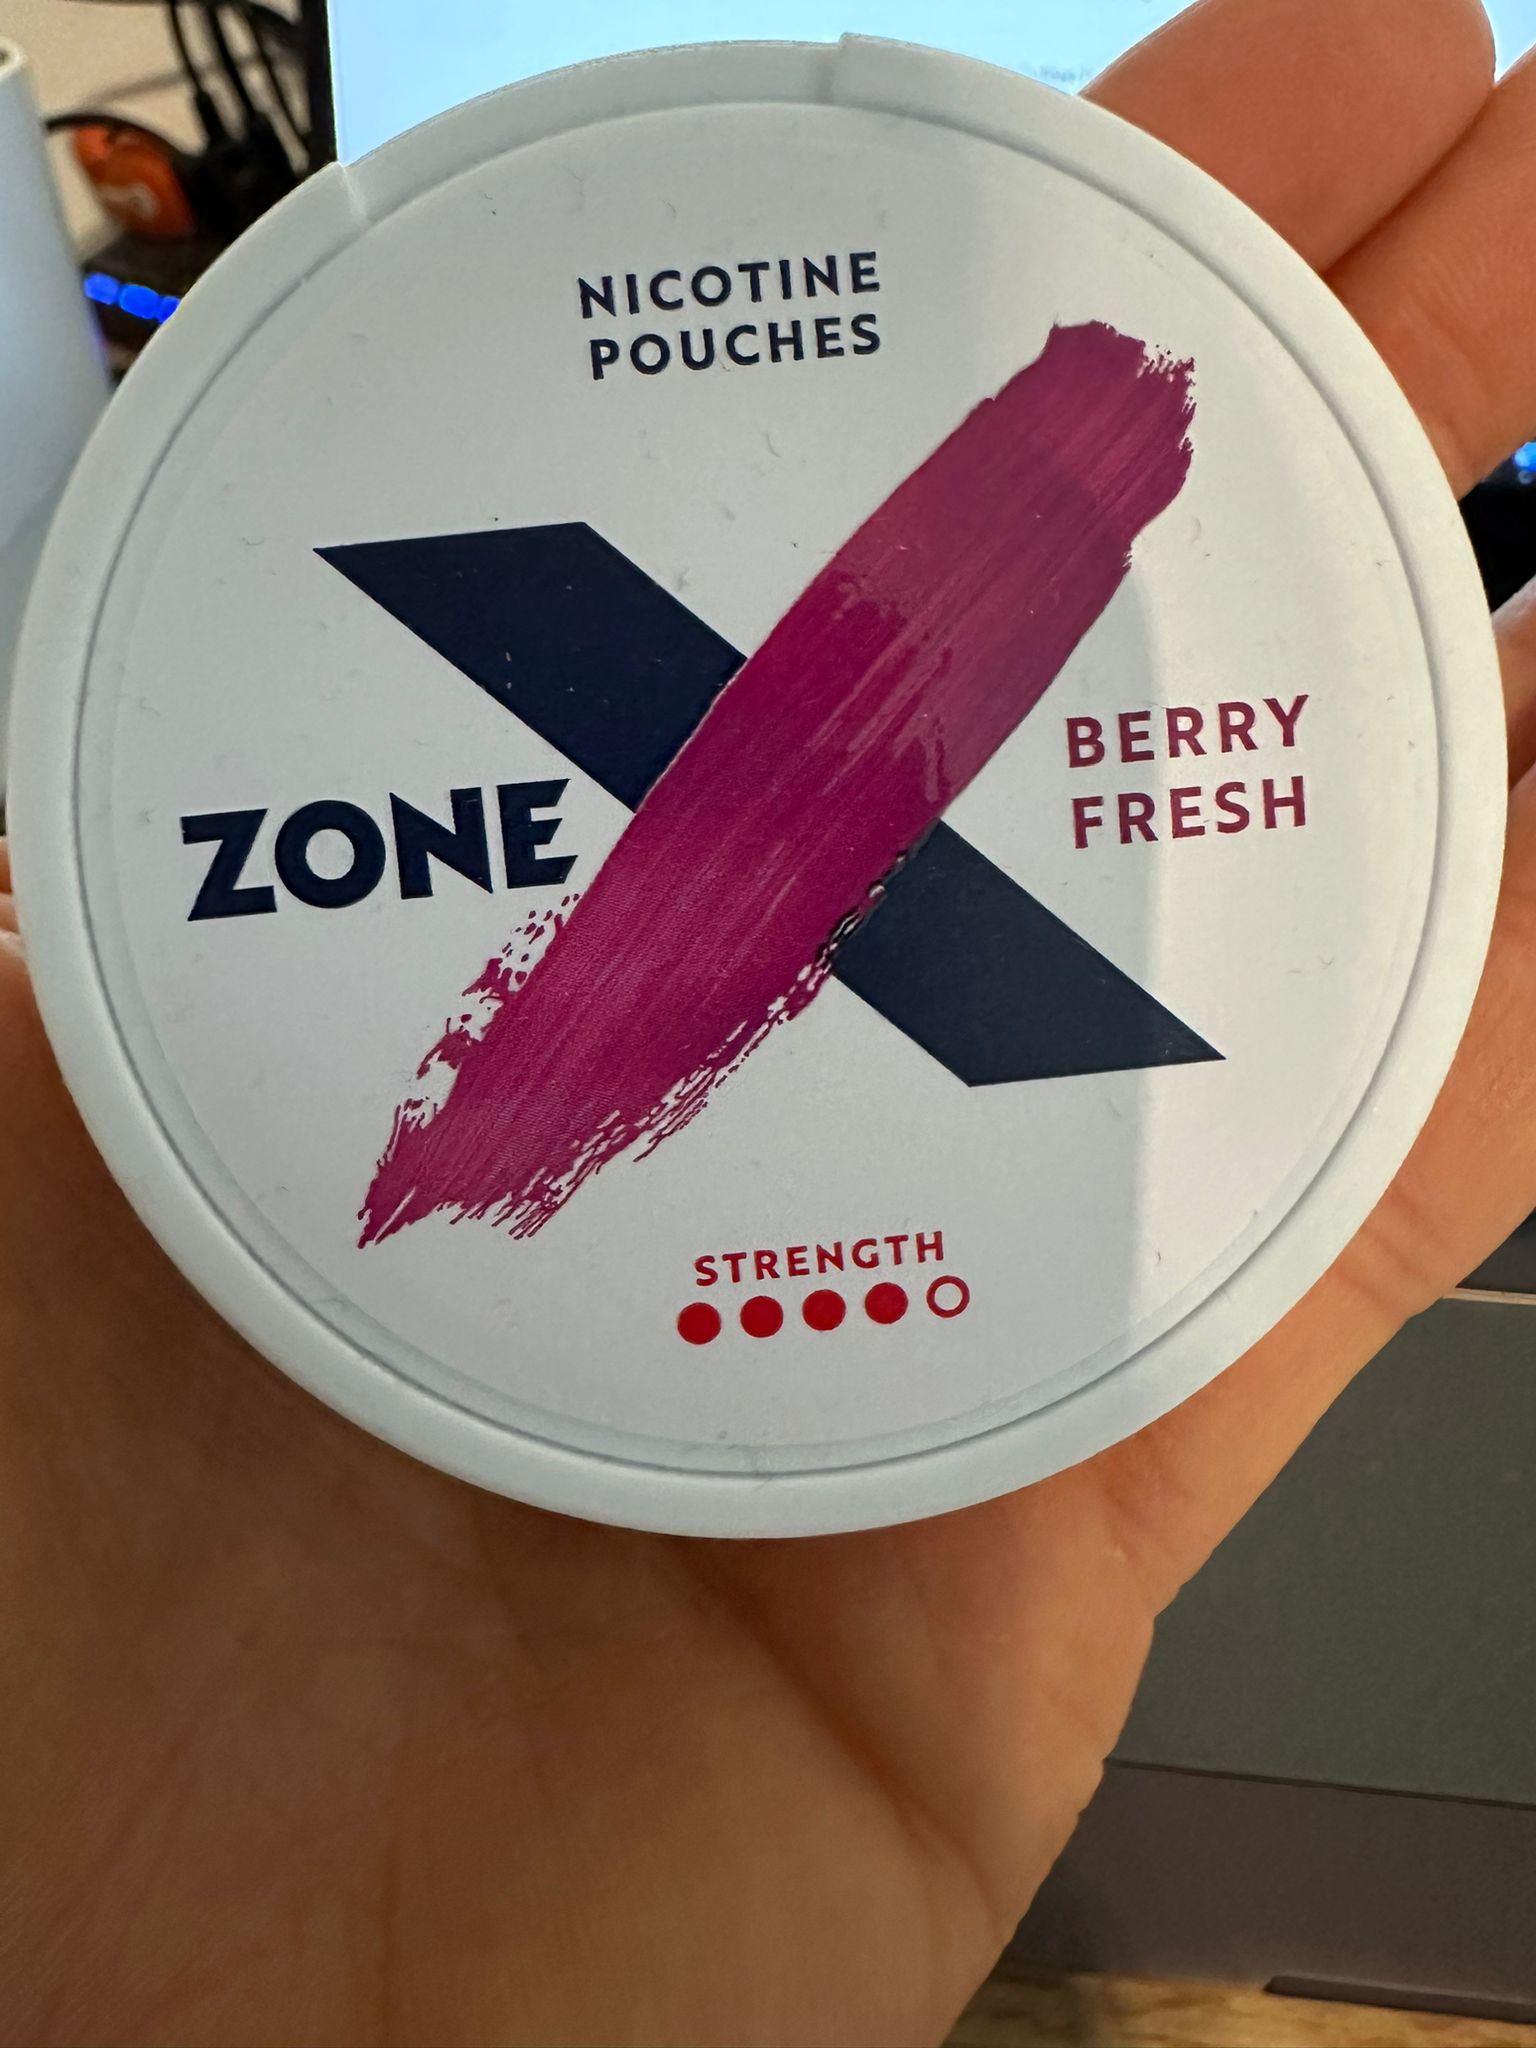 NICOTINE
POUCHES
ZONE X
BERRY
FRESH
STRENGTH